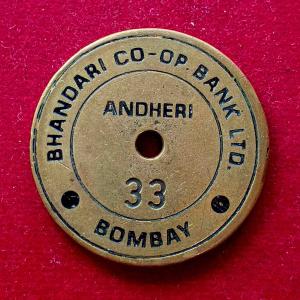 BHANDARI CO-OP. BANK LTD.
ANDHERI
33
BOMBAY